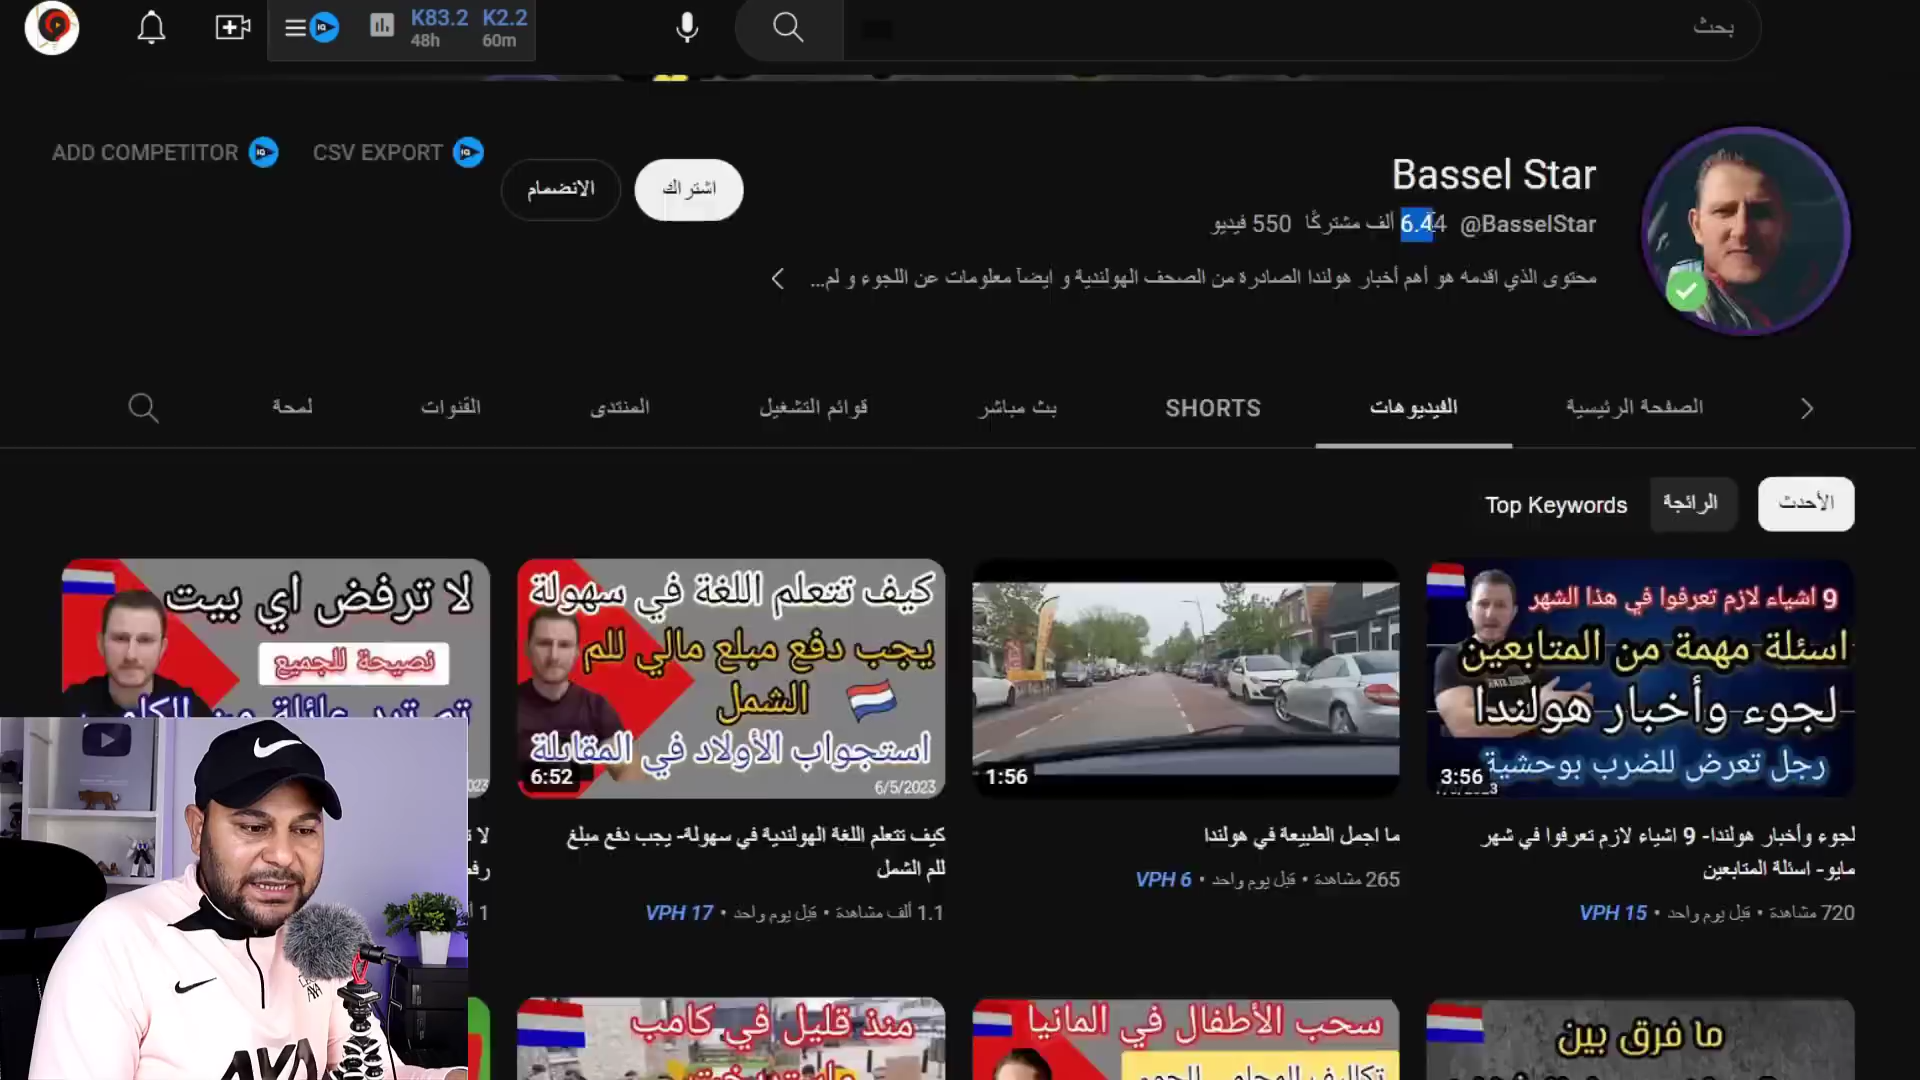 K83.2 K2.2
48h 60m
بحث
ADD COMPETITOR CSV EXPORT
الانضمام
اشتراك
Bassel Star
@BasselStar 6.44 ألف مشتركًا 550 فيديو
محتوى الذي اقدمه هو أهم أخبار هولندا الصادرة من الصحف الهولندية و ايضاً معلومات عن اللجوء و لم...
الصفحة الرئيسية الفيديوهات SHORTS بث مباشر قوائم التشغيل المنتدى القنوات لمحة
الأحدث الرائجة Top Keywords
9 اشياء لازم تعرفوا في هذا الشهر
اسئلة مهمة من المتابعين
لجوء وأخبار هولندا
رجل تعرض للضرب بوحشية
3:56
لجوء وأخبار هولندا- 9 اشياء لازم تعرفوا في شهر
مايو- اسئلة المتابعين
720 مشاهدة • قبل يوم واحد • VPH 15
1:56
ما اجمل الطبيعة في هولندا
265 مشاهدة • قبل يوم واحد • VPH 6
كيف تتعلم اللغة في سهولة
يجب دفع مبلغ مالي للم
الشمل
استجواب الأولاد في المقابلة
6:52
6/5/2023
كيف تتعلم اللغة الهولندية في سهولة- يجب دفع مبلغ
للم الشمل
1.1 ألف مشاهدة • قبل يوم واحد • VPH 17
لا ترفض اي بيت
نصيحة للجميع
ما فرق بين
سحب الأطفال في المانيا
منذ قليل في كامب